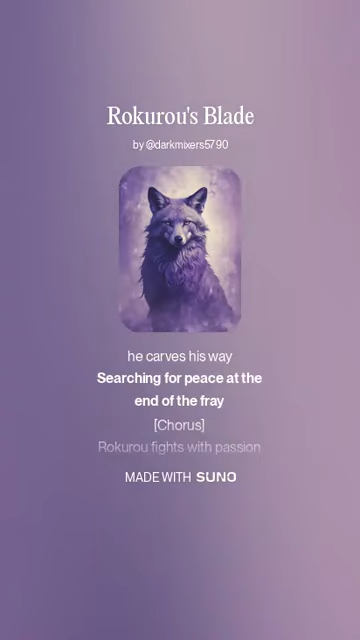 Rokurou's Blade
by @darkmixers5790
he carves his way
Searching for peace at the
end of the fray
[Chorus]
Rokurou fights with passion
MADE WITH SUNO